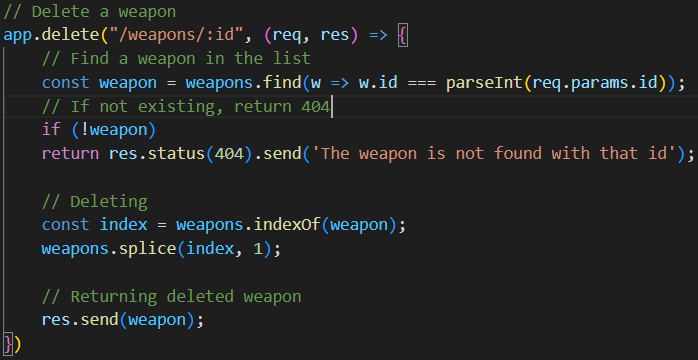 // Delete a weapon
app.delete("/weapons/:id", (req, res) => {
    // Find a weapon in the list
    const weapon = weapons.find(w => w.id === parseInt(req.params.id));
    // If not existing, return 404
    if (!weapon)
    return res.status(404).send('The weapon is not found with that id');

    // Deleting
    const index = weapons.indexOf(weapon);
    weapons.splice(index, 1);

    // Returning deleted weapon
    res.send(weapon);
})